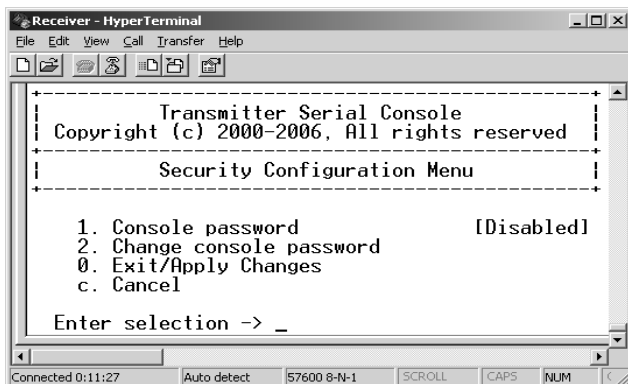 Receiver - HyperTerminal
File Edit View Call Transfer Help
Transmitter Serial Console
Copyright (c) 2000-2006, All rights reserved
Security Configuration Menu
1. Console password [Disabled]
2. Change console password
0. Exit/Apply Changes
c. Cancel
Enter selection -> _
Connected 0:11:27 Auto detect 57600 8-N-1 SCROLL CAPS NUM